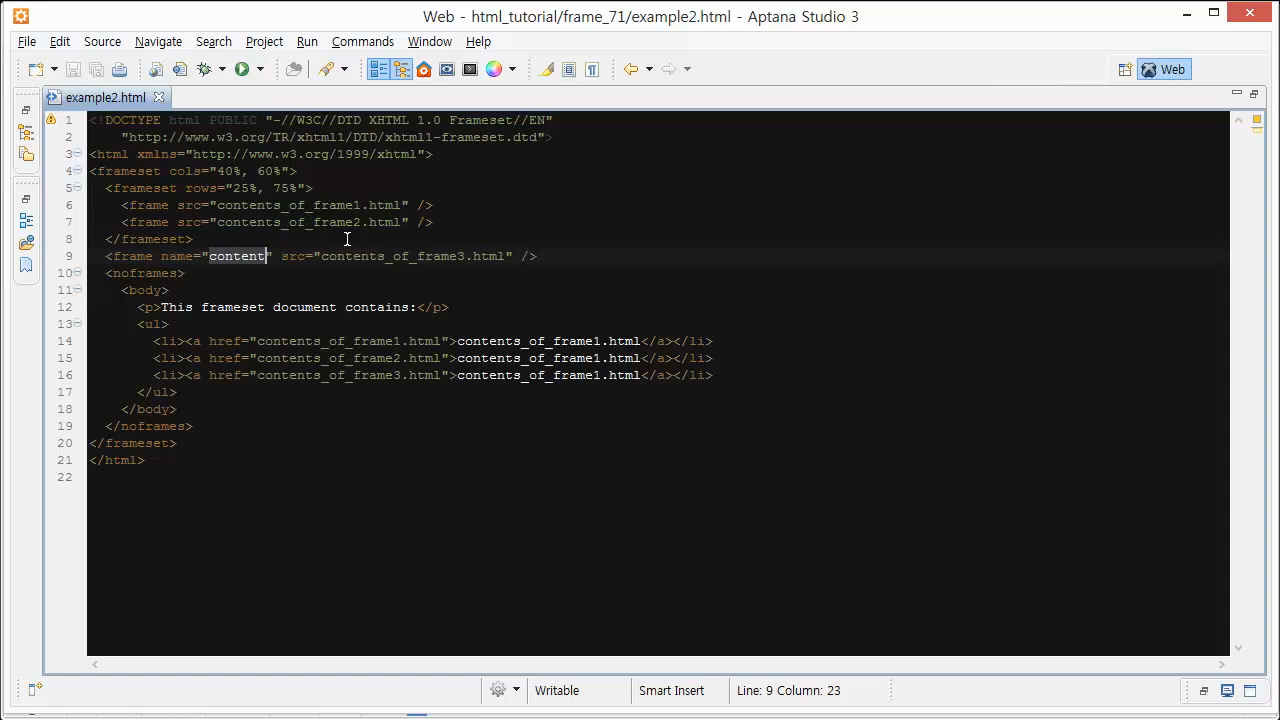 Web - html_tutorial/frame_71/example2.html - Aptana Studio 3
File Edit Source Navigate Search Project Run Commands Window Help
Web
example2.html
1 <!DOCTYPE html PUBLIC "-//W3C//DTD XHTML 1.0 Frameset//EN"
2 "http://www.w3.org/TR/xhtml1/DTD/xhtml1-frameset.dtd">
3 <html xmlns="http://www.w3.org/1999/xhtml">
4 <frameset cols="40%, 60%">
5 <frameset rows="25%, 75%">
6 <frame src="contents_of_frame1.html" />
7 <frame src="contents_of_frame2.html" />
8 </frameset>
9 <frame name="content" src="contents_of_frame3.html" />
10 <noframes>
11 <body>
12 <p>This frameset document contains:</p>
13 <ul>
14 <li><a href="contents_of_frame1.html">contents_of_frame1.html</a></li>
15 <li><a href="contents_of_frame2.html">contents_of_frame1.html</a></li>
16 <li><a href="contents_of_frame3.html">contents_of_frame1.html</a></li>
17 </ul>
18 </body>
19 </noframes>
20 </frameset>
21 </html>
22
Writable Smart Insert Line: 9 Column: 23